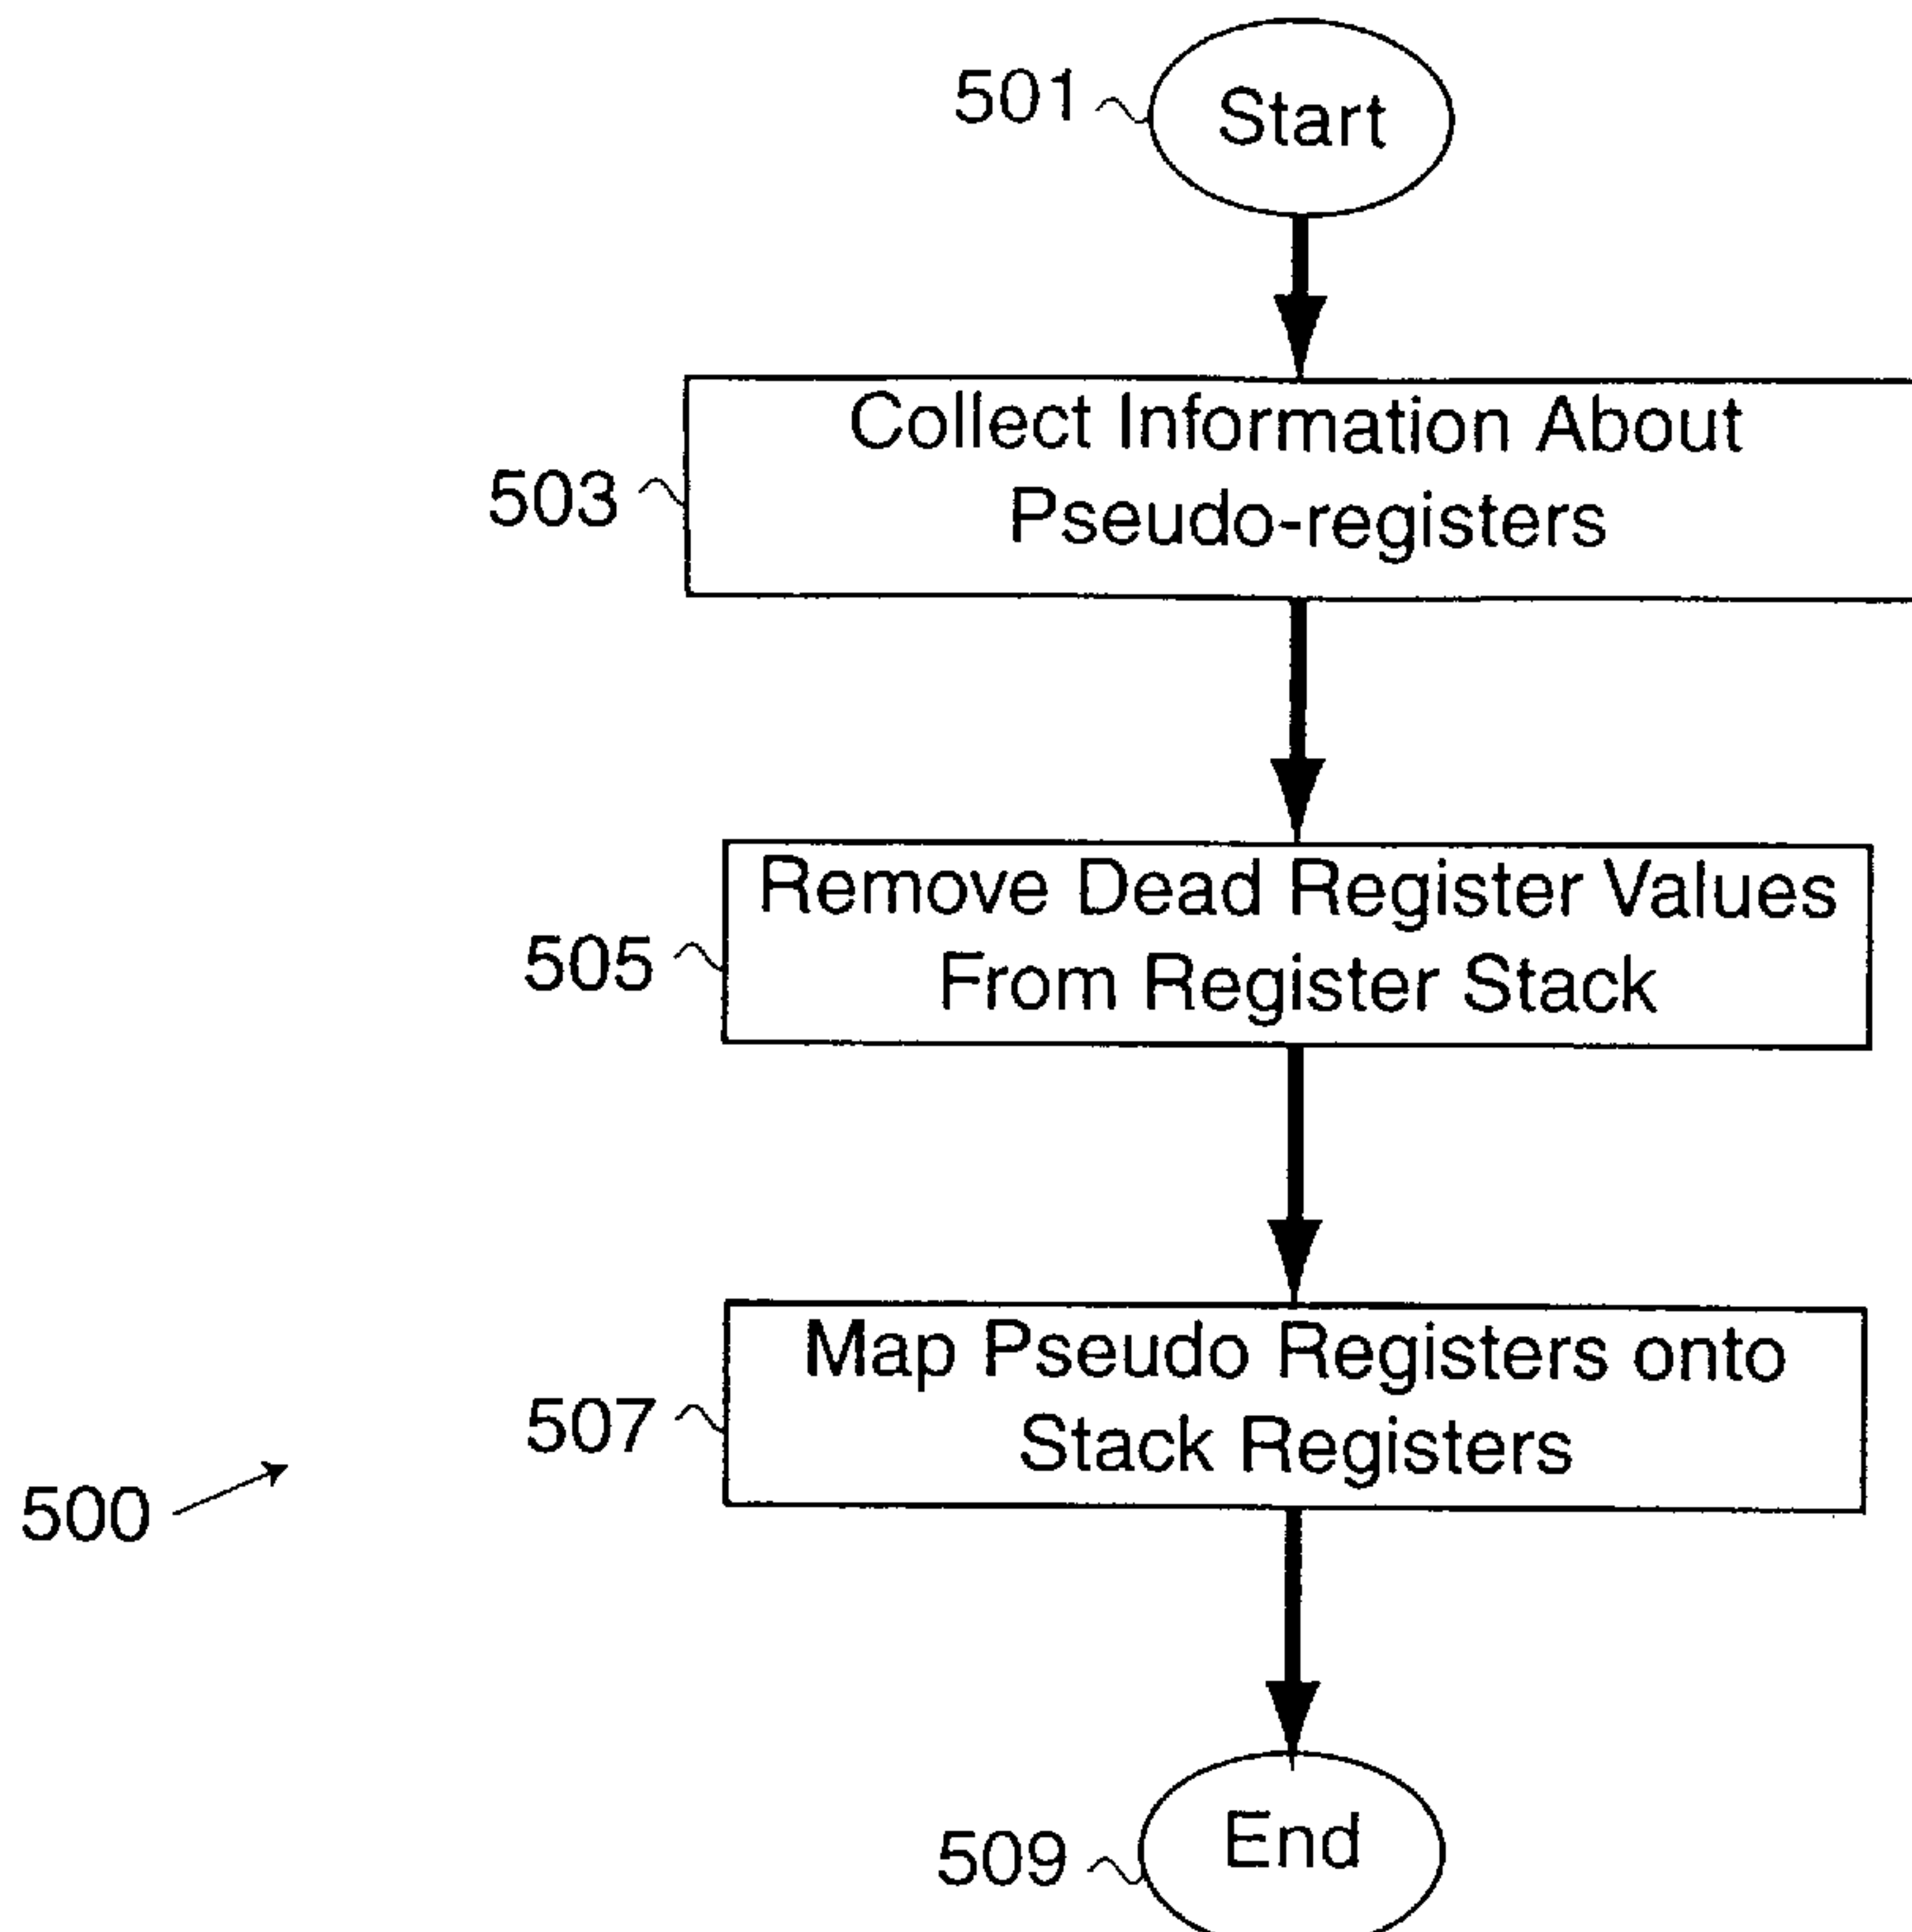 501
Start
503
Collect Information About
Pseudo-registers
505
Remove Dead Register Values
From Register Stack
507
Map Pseudo Registers onto
Stack Registers
500
509
End